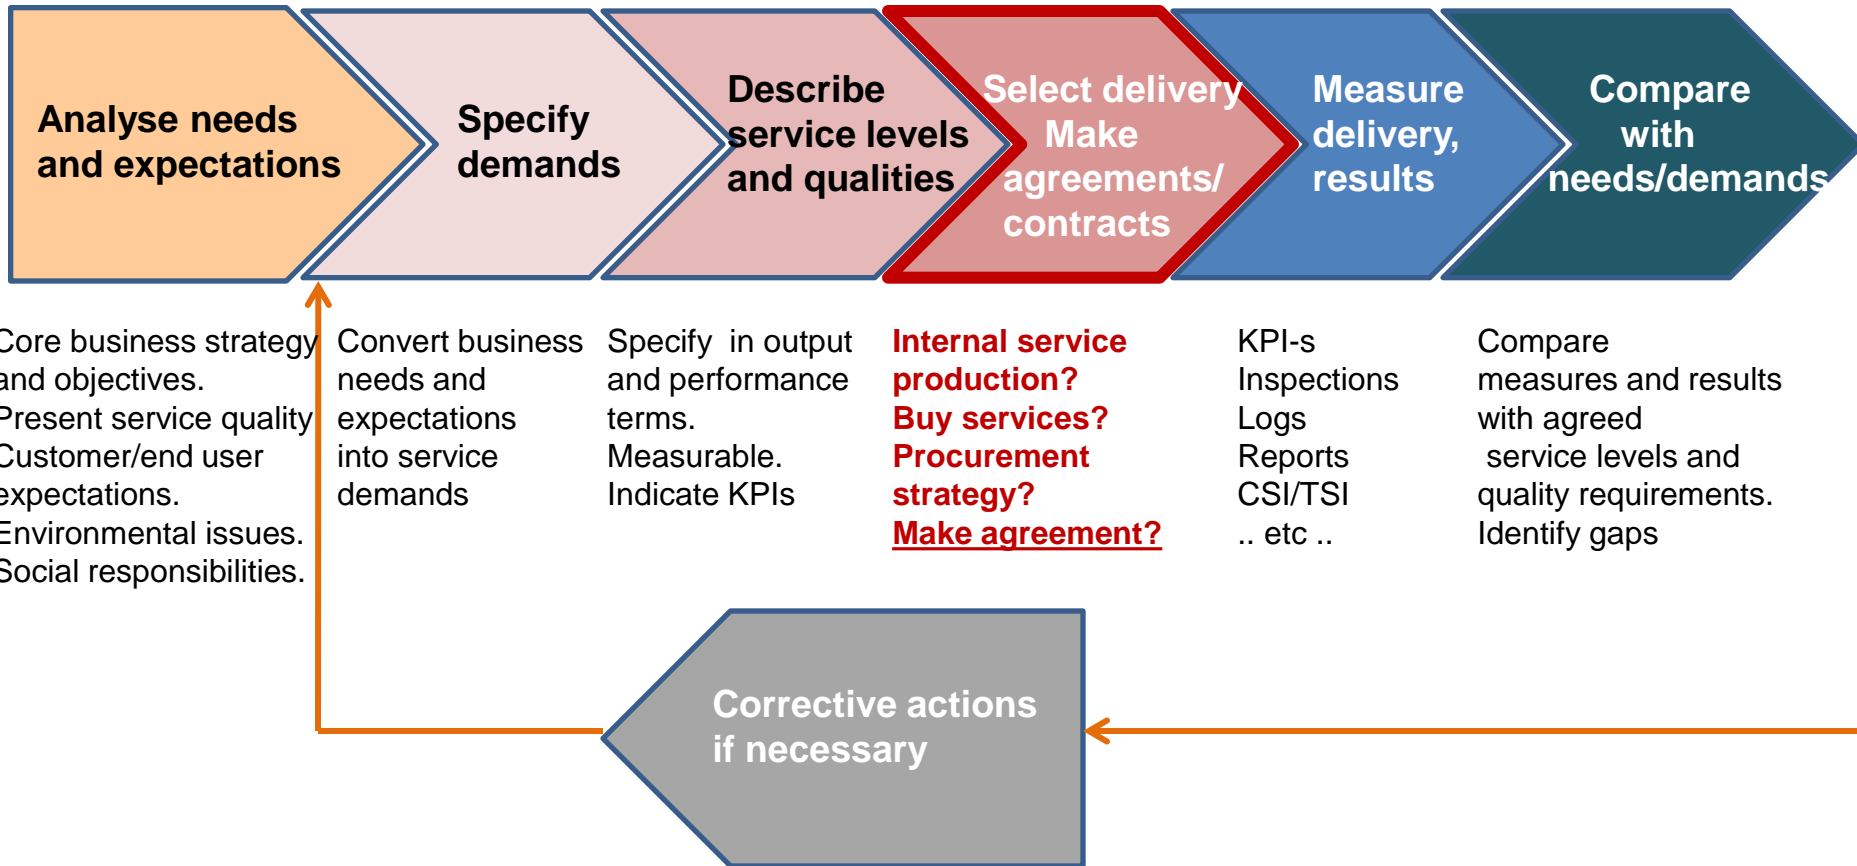 Analyse needs
and expectations
Specify
demands
Describe
service levels
and qualities
Select delivery
Make
agreements/
contracts
Measure
delivery,
results
Compare
with
needs/demands
Core business strategy
and objectives.
Present service quality
Customer/end user
expectations.
Environmental issues.
Social responsibilities.
Convert business
needs and
expectations
into service
demands
Specify in output
and performance
terms.
Measurable.
Indicate KPIs
Internal service
production?
Buy services?
Procurement
strategy?
Make agreement?
KPI-s
Inspections
Logs
Reports
CSI/TSI
.. etc ..
Compare
measures and results
with agreed
service levels and
quality requirements.
Identify gaps
Corrective actions
if necessary